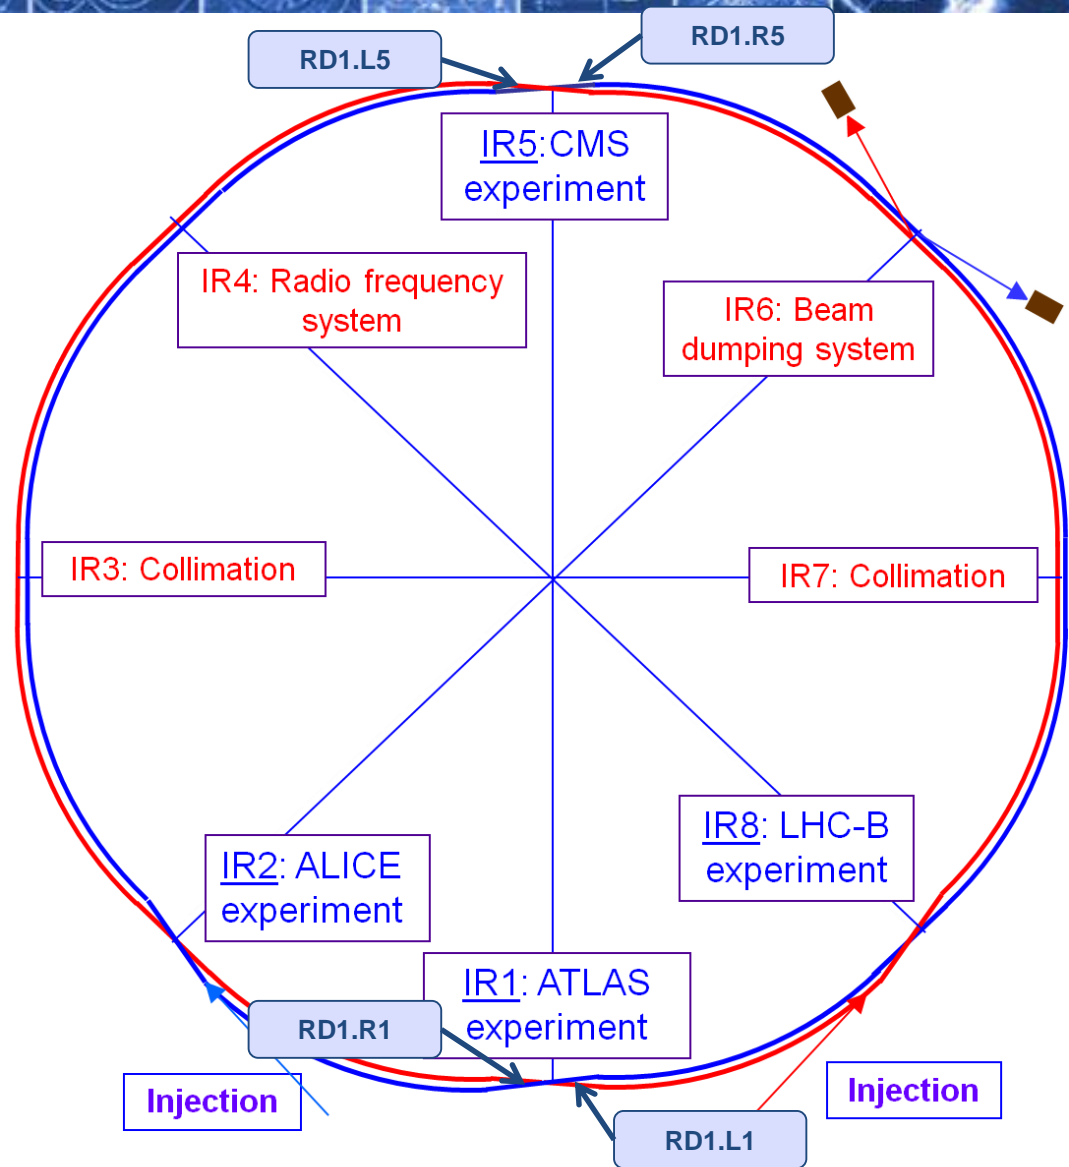 RD1.L5
RD1.R5
IR5:CMS
experiment
IR4: Radio frequency
system
IR6: Beam
dumping system
IR3: Collimation
IR7: Collimation
IR8: LHC-B
experiment
IR2: ALICE
experiment
IR1: ATLAS
experiment
RD1.R1
Injection
Injection
RD1.L1